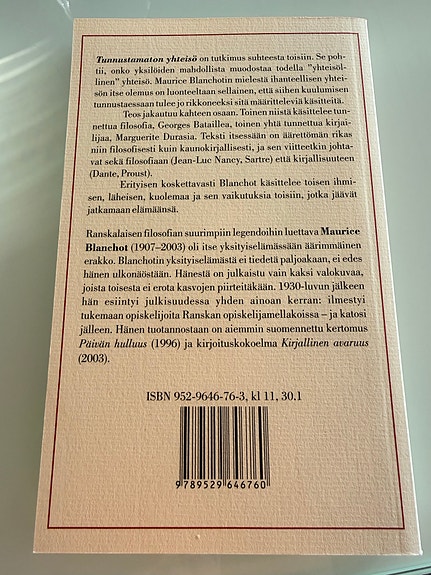 Tunnustamaton yhteisö on tutkimus suhteesta toisiin. Se poh-
tii, onko yksilöiden mahdollista muodostaa todella "yhteisöl-
linen" yhteisö. Maurice Blanchotin mielestä ihanteellisen yhtei-
sön itse olemus on luonteeltaan sellainen, että siihen kuulumisen
tunnustaessaan tulee jo rikkoneeksi sitä määritteleviä käsitteitä.
Teos jakautuu kahteen osaan. Toinen niistä käsittelee tun-
nettua filosofia, Georges Bataillea, toinen yhtä tunnettua kirjai-
lijaa, Marguerite Durasia. Teksti itsessään on äärettömän rikas
niin filosofisesti kuin kaunokirjallisesti, ja sen viitteetkin johta-
vat sekä filosofiaan (Jean-Luc Nancy, Sartre) että kirjallisuuteen
(Dante, Proust).
Erityisen koskettavasti Blanchot käsittelee toisen ihmi-
sen, läheisen, kuolemaa ja sen vaikutuksia toisiin, jotka jäävät
jatkamaan elämäänsä.
Ranskalaisen filosofian suurimpiin legendoihin luettava Maurice
Blanchot (1907–2003) oli itse yksityiselämässään äärimmäinen
erakko. Blanchotin yksityiselämästä ei tiedetä paljoakaan, ei edes
hänen ulkonäöstään. Hänestä on julkaistu vain kaksi valokuvaa,
joista toisesta ei erota kasvojen piirteitäkään. 1930-luvun jälkeen
hän esiintyi julkisuudessa yhden ainoan kerran: ilmestyi
tukemaan opiskelijoita Ranskan opiskelijamellakoissa – ja katosi
jälleen. Hänen tuotannostaan on aiemmin suomennettu kertomus
Päivän hulluus (1996) ja kirjoituskokoelma Kirjallinen avaruus
(2003).
ISBN 952-9646-76-3, kl 11, 30.1
9789529646760